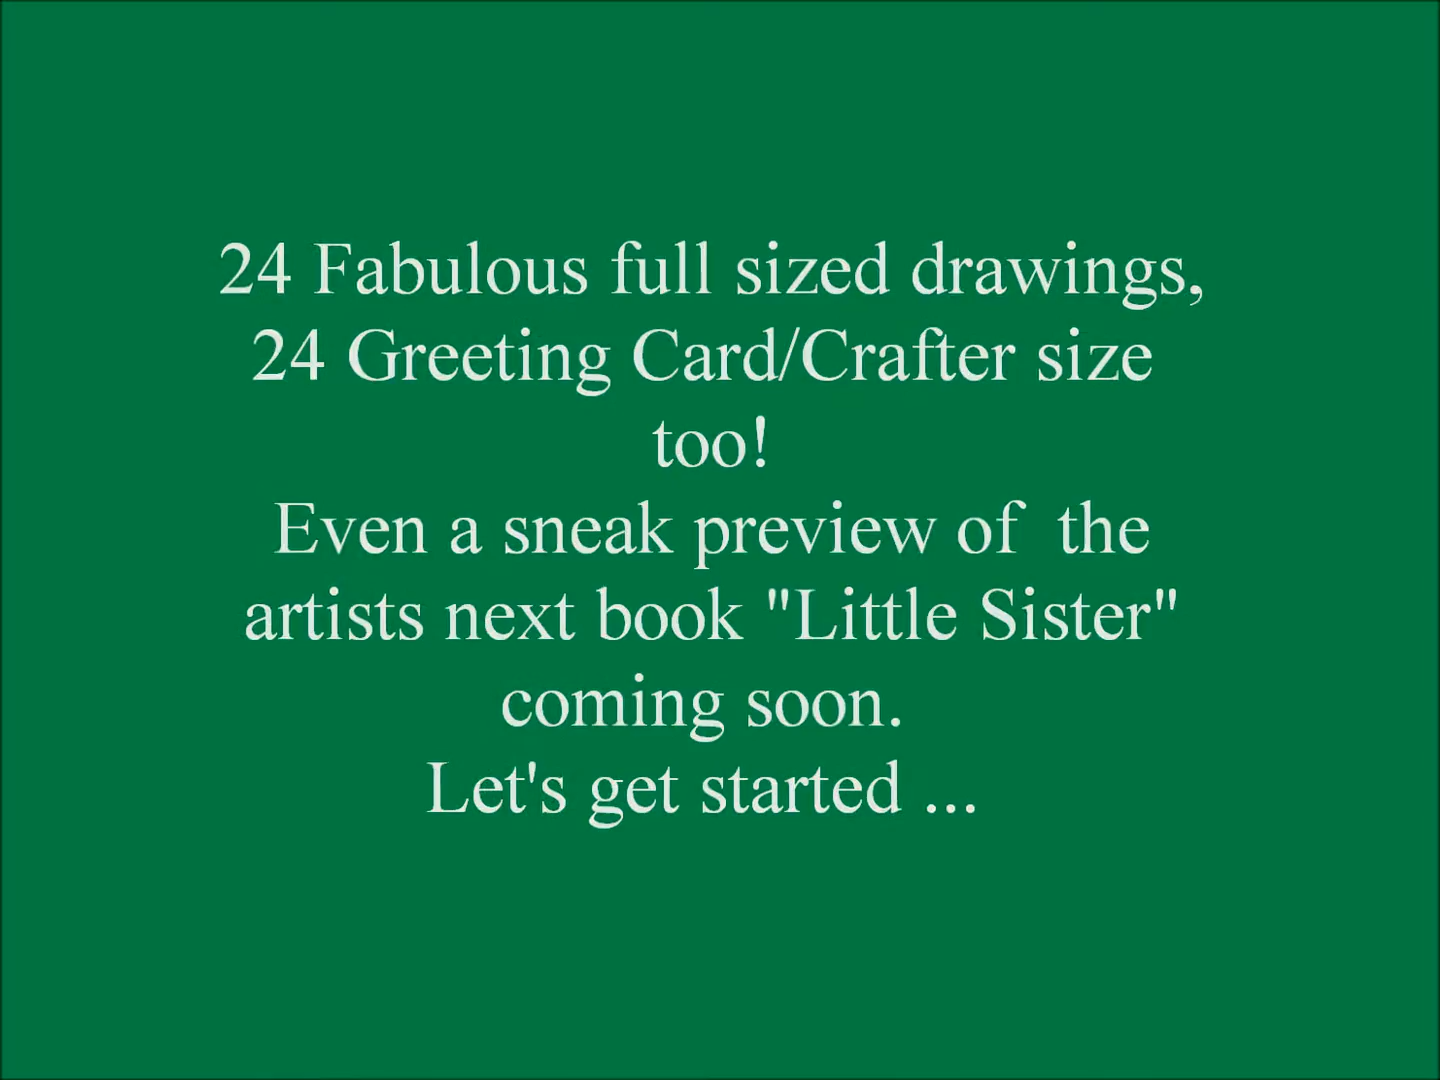 24 Fabulous full sized drawings,
24 Greeting Card/Crafter size
too!
Even a sneak preview of  the
artists next book "Little Sister"
coming soon.
Let's get started ...